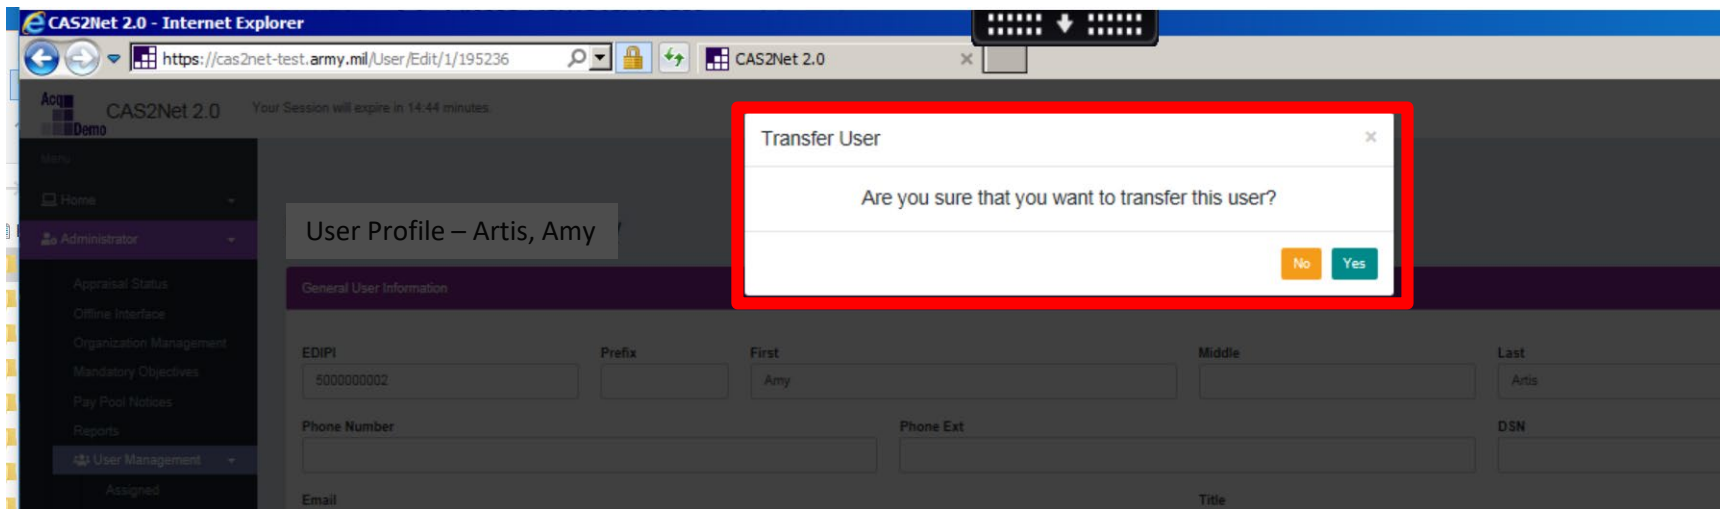 CAS2Net 2.0 - Internet Explorer
https://cas2net-test.army.mil/User/Edit/1/195236
CAS2Net 2.0
Acq
Demo
CAS2Net 2.0
Your Session will expire in 14:44 minutes.
Transfer User
Are you sure that you want to transfer this user?
No
Yes
Menu
Home
Administrator
Appraisal Status
Offline Interface
Organization Management
Mandatory Objectives
Pay Pool Notices
Reports
User Management
Assigned
User Profile – Artis, Amy
General User Information
EDIPI
Prefix
First
Middle
Last
5000000002
Amy
Artis
Phone Number
Phone Ext
DSN
Email
Title